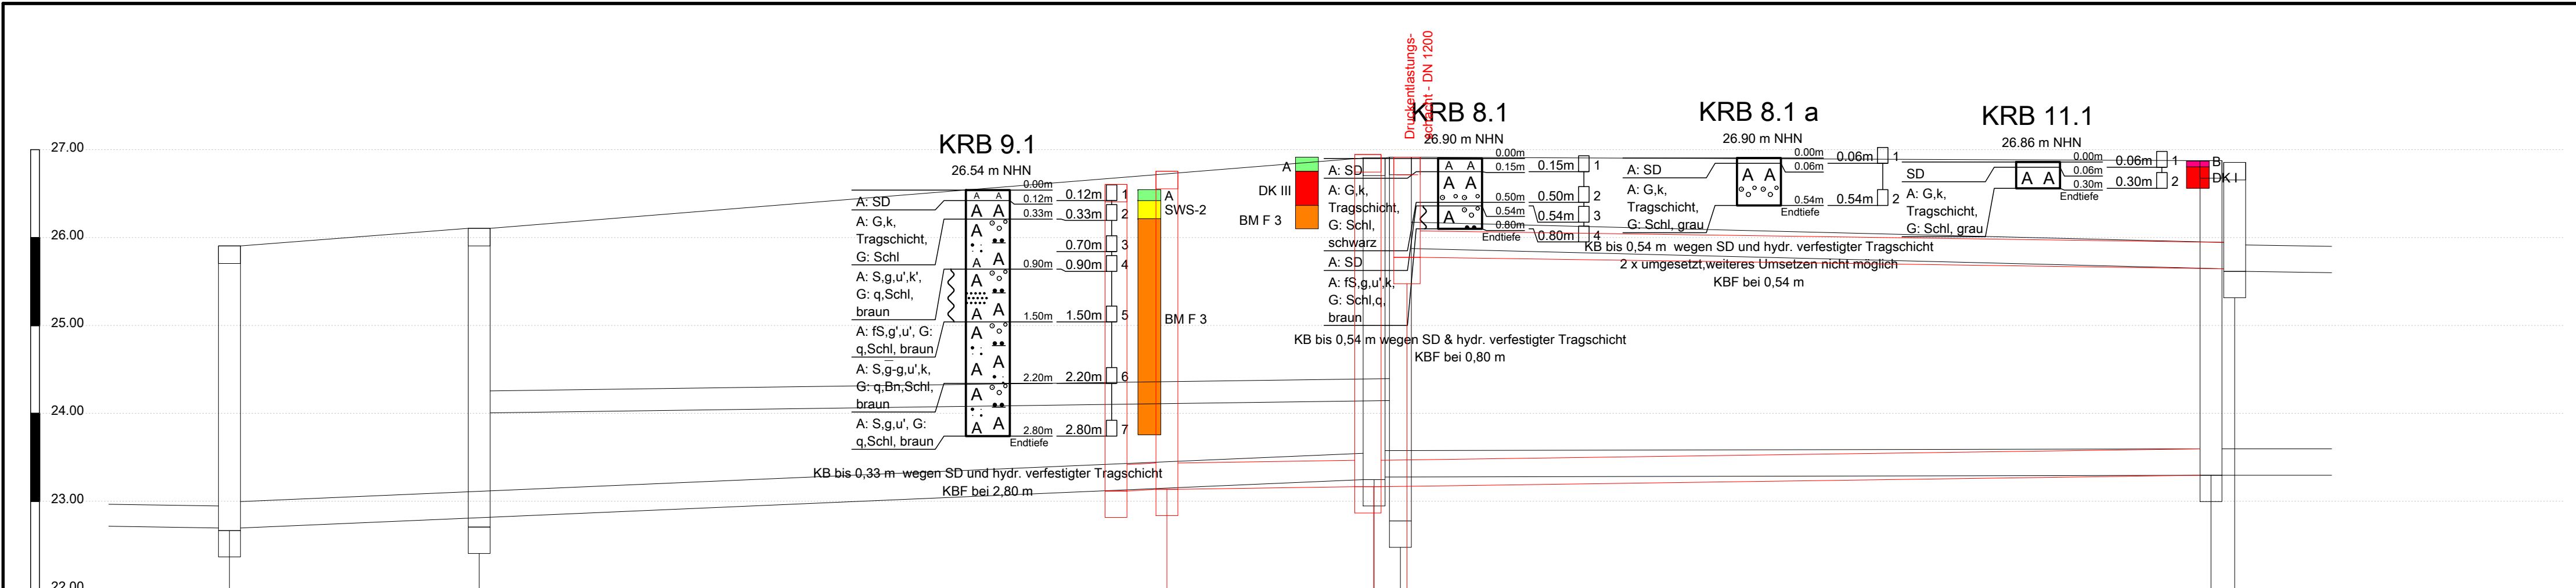 27.00
26.00
25.00
24.00
23.00
22.00
KRB 9.1
26.54 m NHN
A: SD
A: G,k,
Tragschicht,
G: Schl
A: S,g,u',k',
G: q,Schl,
braun
A: fS,g',u', G:
q,Schl, braun
A: S,g-g̅,u',k,
G: q,Bn,Schl,
braun
A: S,g,u', G:
q,Schl, braun
A A
A A
A
A A
A
A A
A
A
A
A
A A
0.00m
0.12m
0.33m
0.90m
1.50m
2.20m
2.80m
Endtiefe
0.12m 1
0.33m 2
0.70m 3
0.90m 4
1.50m 5
2.20m 6
2.80m 7
A
SWS-2
BM F 3
KB bis 0,33 m wegen SD und hydr. verfestigter Tragschicht
KBF bei 2,80 m
Druckentlastungs-
schacht - DN 1200
KRB 8.1
26.90 m NHN
A
DK III
BM F 3
A: SD
A: G,k,
Tragschicht,
G: Schl,
schwarz
A: SD
A: fS,g,u',k,
G: Schl,q,
braun
A A
A A
A
0.00m
0.15m
0.50m
0.54m
0.80m
Endtiefe
0.15m 1
0.50m 2
0.54m 3
0.80m 4
KB bis 0,54 m wegen SD & hydr. verfestigter Tragschicht
KBF bei 0,80 m
KRB 8.1 a
26.90 m NHN
A: SD
A: G,k,
Tragschicht,
G: Schl, grau
A A
0.00m
0.06m
0.54m
Endtiefe
0.06m 1
0.54m 2
KB bis 0,54 m wegen SD und hydr. verfestigter Tragschicht
2 x umgesetzt,weiteres Umsetzen nicht möglich
KBF bei 0,54 m
KRB 11.1
26.86 m NHN
SD
A: G,k,
Tragschicht,
G: Schl, grau
A A
0.00m
0.06m
0.30m
Endtiefe
0.06m 1
0.30m 2
B
DK I